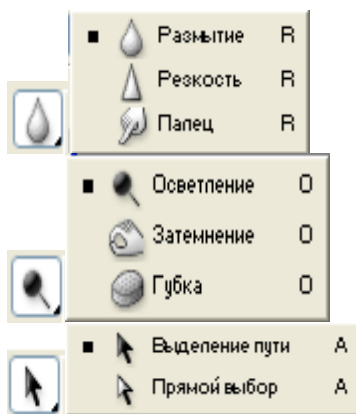 Размытие R
Резкость R
Палец R
Осветление O
Затемнение O
Губка O
Выделение пути A
Прямой выбор A